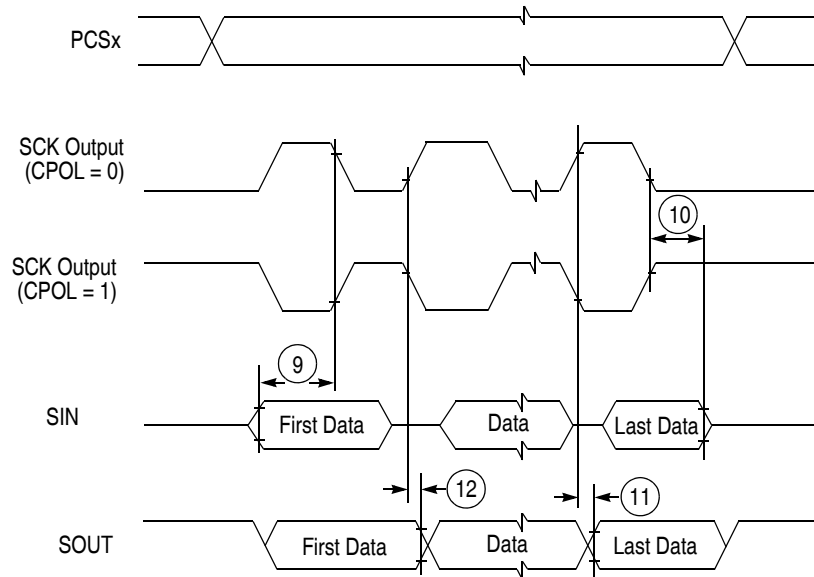 PCSx
SCK Output
(CPOL = 0)
10
SCK Output
(CPOL = 1)
9
SIN
First Data
Data
Last Data
12
11
SOUT
First Data
Data
Last Data